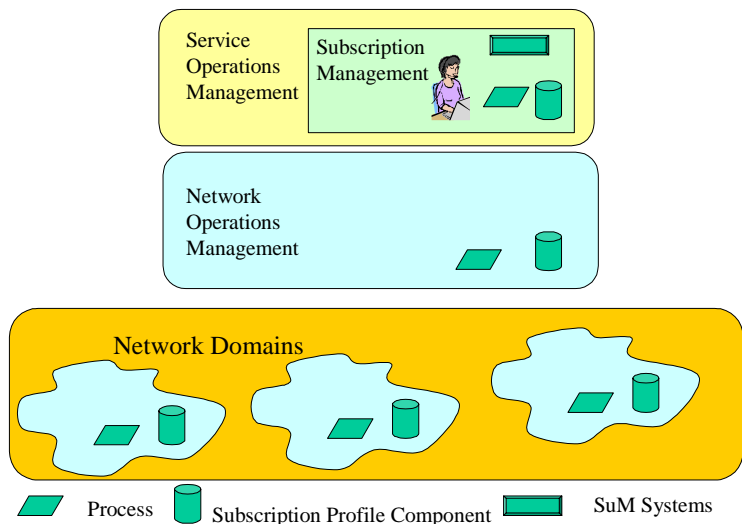 Service
Operations
Management
Subscription
Management
Network
Operations
Management
Network Domains
Process
Subscription Profile Component
SuM Systems